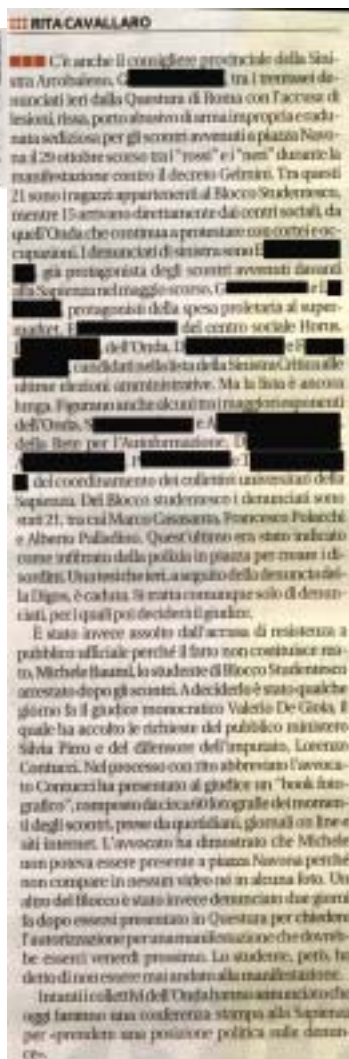 RITA CAVALLARO
C'è anche il consigliere provinciale della Sini-
stra Arcobaleno, G tra i trentasei de-
nunciati ieri dalla Questura di Roma con l'accusa di
lesioni, rissa, porto abusivo di arma impropria e radu-
nata sediziosa per gli scontri avvenuti a piazza Navo-
na il 29 ottobre scorso tra i "rossi" e i "neri" durante la
manifestazione contro il decreto Gelmini. Tra questi
21 sono i ragazzi appartenenti al Blocco Studentesco,
mentre 15 arrivano direttamente dai centri sociali, da
quell'Onda che continua a protestare con cortei e oc-
cupazioni. I denunciati di sinistra sono E
, già protagonista degli scontri avvenuti davanti
alla Sapienza nel maggio scorso, G e L
, protagonisti della spesa proletaria al super-
market, F del centro sociale Horus,
, dell'Onda, D e F
, candidati nella lista della Sinistra Critica alle
ultime elezioni amministrative. Ma la lista è ancora
lunga. Figurano anche alcuni tra i maggiori esponenti
dell'Onda, S e A
della Rete per l'Autoformazione, D
, P e
del coordinamento dei collettivi universitari della
Sapienza. Del Blocco studentesco i denunciati sono
stati 21, tra cui Marco Casasanta, Francesco Polacchi
e Alberto Palladino. Quest'ultimo era stato indicato
come infiltrato della polizia in piazza per creare i di-
sordini. Una tesi che ieri, a seguito della denuncia del-
la Digos, è caduta. Si tratta comunque solo di denun-
ciati, per i quali poi deciderà il giudice.
È stato invece assolto dall'accusa di resistenza a
pubblico ufficiale perché il fatto non costituisce rea-
to, Michele Bauml, lo studente di Blocco Studentesco
arrestato dopo gli scontri. A deciderlo è stato qualche
giorno fa il giudice monocratico Valerio De Gioia, il
quale ha accolto le richieste del pubblico ministero
Silvia Pirro e del difensore dell'imputato, Lorenzo
Contucci. Nel processo con rito abbreviato l'avvoca-
to Contucci ha presentato al giudice un "book foto-
grafico", composto da circa 60 fotografie dei momen-
ti degli scontri, prese da quotidiani, giornali on line e
siti internet. L'avvocato ha dimostrato che Michele
non poteva essere presente a piazza Navona perché
non compare in nessun video né in alcuna foto. Un
altro del Blocco è stato invece denunciato due giorni
fa dopo essersi presentato in Questura per chiedere
l'autorizzazione per una manifestazione che dovreb-
be esserci venerdì prossimo. Lo studente, però, ha
detto di non essere mai andato alla manifestazione.
Intanto i collettivi dell'Onda hanno annunciato che
oggi faranno una conferenza stampa alla Sapienza
per «prendere una posizione politica sulle denun-
ce».